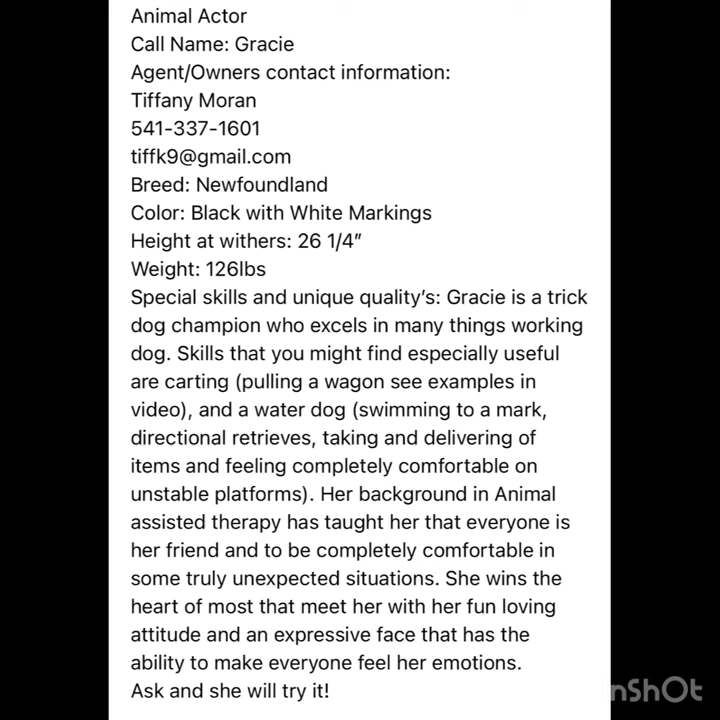 Animal Actor
Call Name: Gracie
Agent/Owners contact information:
Tiffany Moran
541-337-1601
tiffk9@gmail.com
Breed: Newfoundland
Color: Black with White Markings
Height at withers: 26 1/4”
Weight: 126lbs
Special skills and unique quality’s: Gracie is a trick
dog champion who excels in many things working
dog. Skills that you might find especially useful
are carting (pulling a wagon see examples in
video), and a water dog (swimming to a mark,
directional retrieves, taking and delivering of
items and feeling completely comfortable on
unstable platforms). Her background in Animal
assisted therapy has taught her that everyone is
her friend and to be completely comfortable in
some truly unexpected situations. She wins the
heart of most that meet her with her fun loving
attitude and an expressive face that has the
ability to make everyone feel her emotions.
Ask and she will try it!
nShOt